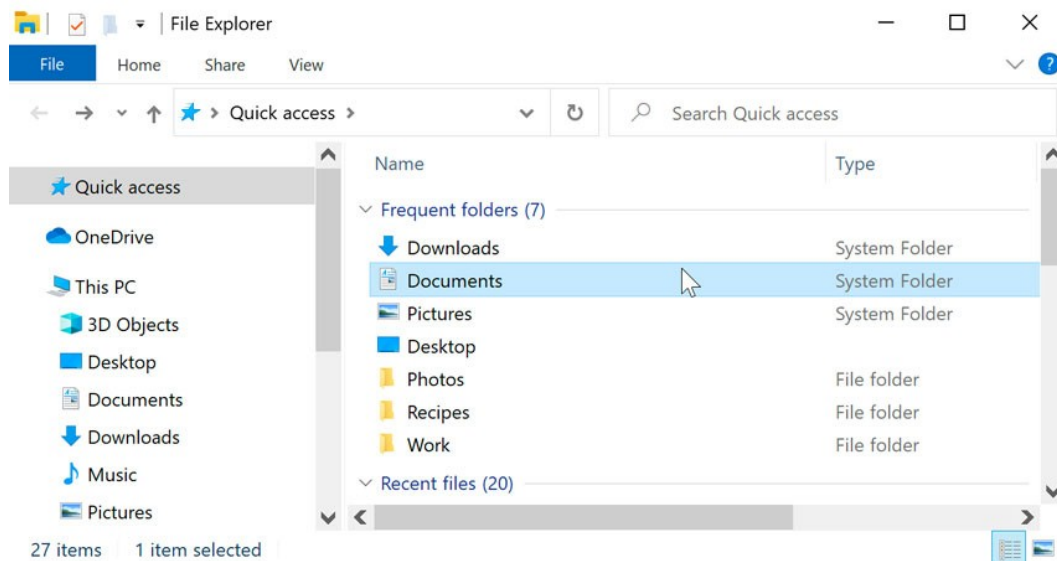 File Explorer
File Home Share View
?
Quick access
Search Quick access
Quick access
OneDrive
This PC
3D Objects
Desktop
Documents
Downloads
Music
Pictures
Name Type
Frequent folders (7)
Downloads System Folder
Documents System Folder
Pictures System Folder
Desktop
Photos File folder
Recipes File folder
Work File folder
Recent files (20)
27 items 1 item selected